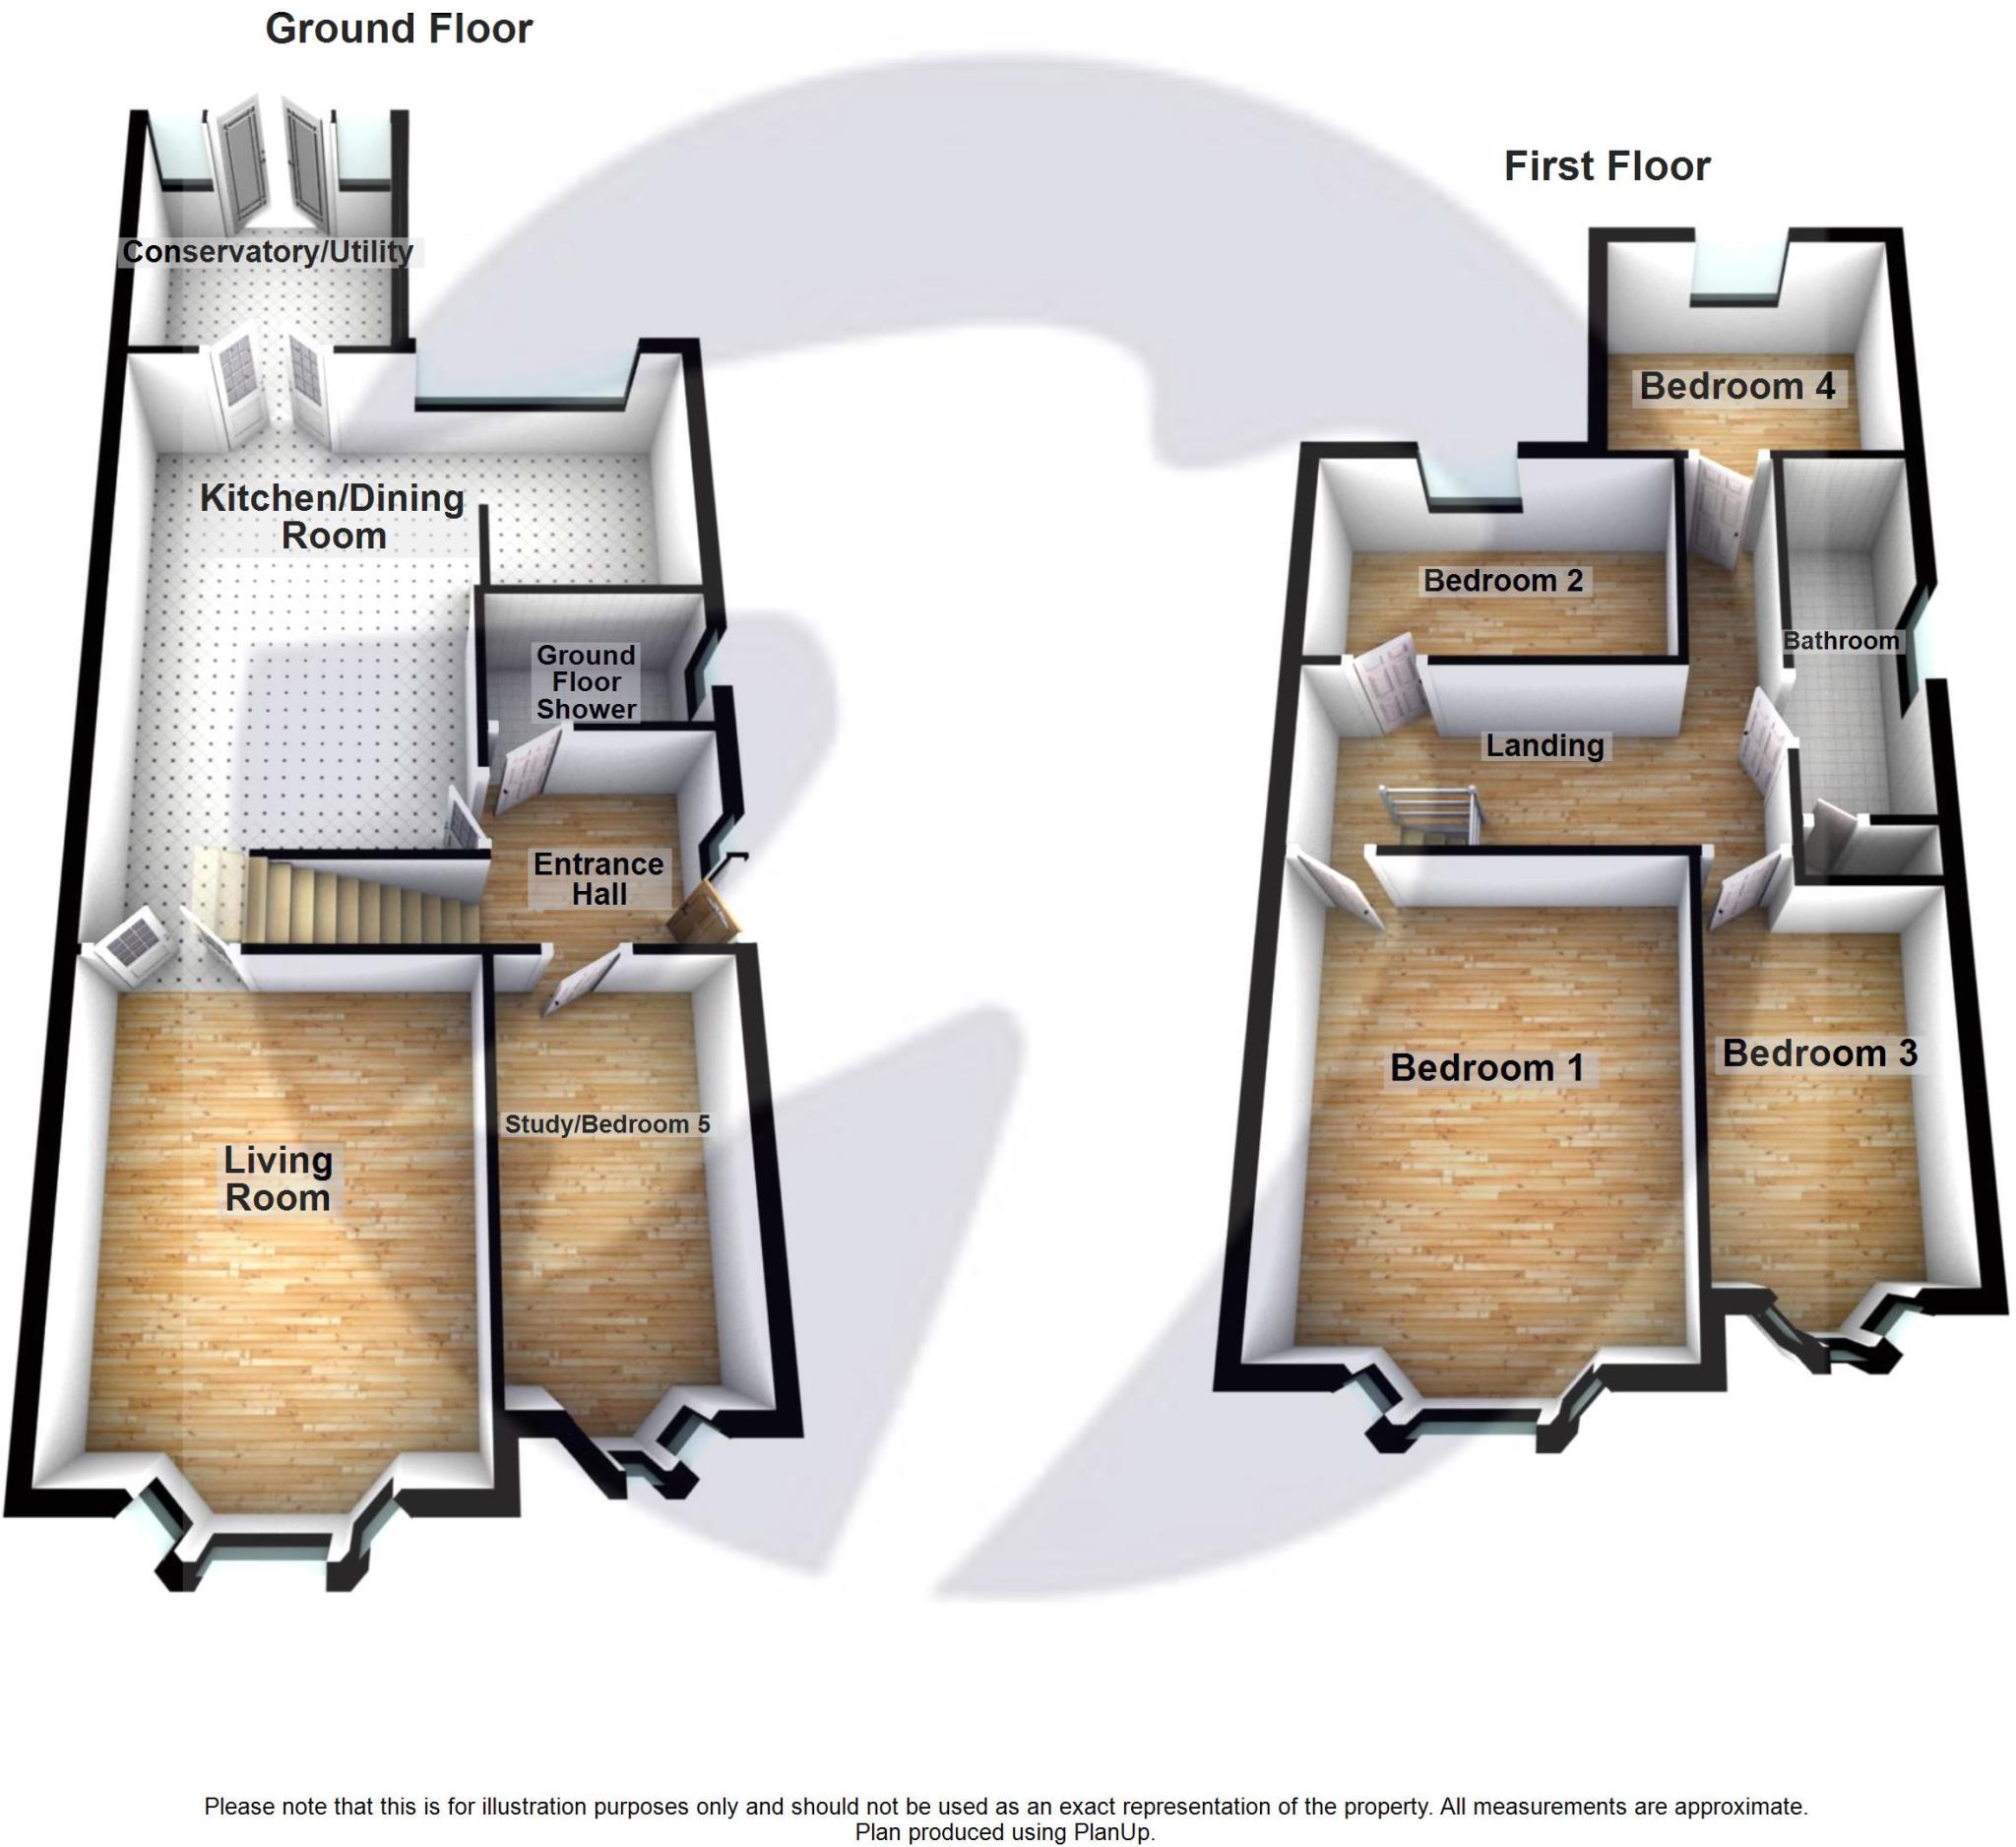 Ground Floor
First Floor
Conservatory/Utility
Kitchen/Dining
Room
Ground
Floor
Shower
Entrance
Hall
Living
Room
Study/Bedroom 5
Bedroom 4
Bedroom 2
Bathroom
Landing
Bedroom 1
Bedroom 3
Please note that this is for illustration purposes only and should not be used as an exact representation of the property. All measurements are approximate.
Plan produced using PlanUp.